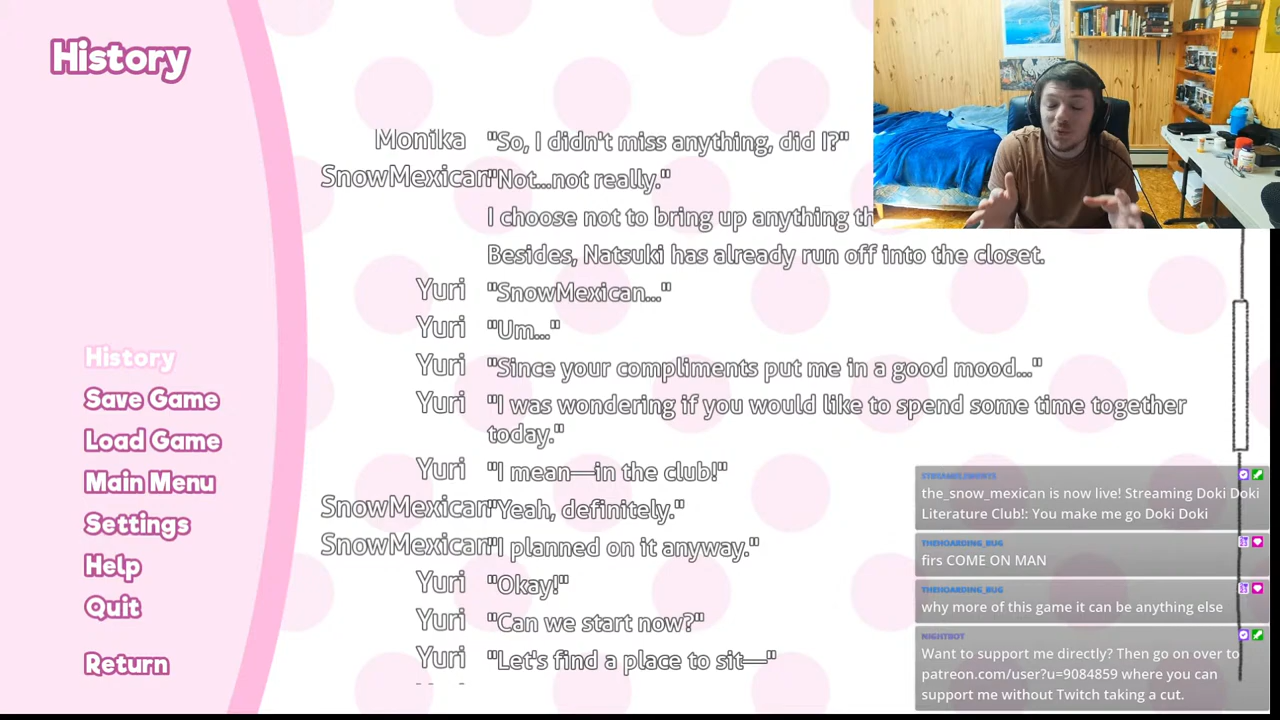 History
Monika "So, I didn't miss anything, did I?"
SnowMexican "Not...not really."
I choose not to bring up anything th
Besides, Natsuki has already run off into the closet.
Yuri "SnowMexican..."
Yuri "Um..."
Yuri "Since your compliments put me in a good mood..."
Yuri "I was wondering if you would like to spend some time together
today."
Yuri "I mean—in the club!"
SnowMexican "Yeah, definitely."
SnowMexican "I planned on it anyway."
Yuri "Okay!"
Yuri "Can we start now?"
Yuri "Let's find a place to sit—"
History
Save Game
Load Game
Main Menu
Settings
Help
Quit
Return
the_snow_mexican is now live! Streaming Doki Doki
Literature Club!: You make me go Doki Doki
THEHOARDING_BUG
firs COME ON MAN
THEHOARDING_BUG
why more of this game it can be anything else
NIGHTBOT
Want to support me directly? Then go on over to
patreon.com/user?u=9084859 where you can
support me without Twitch taking a cut.